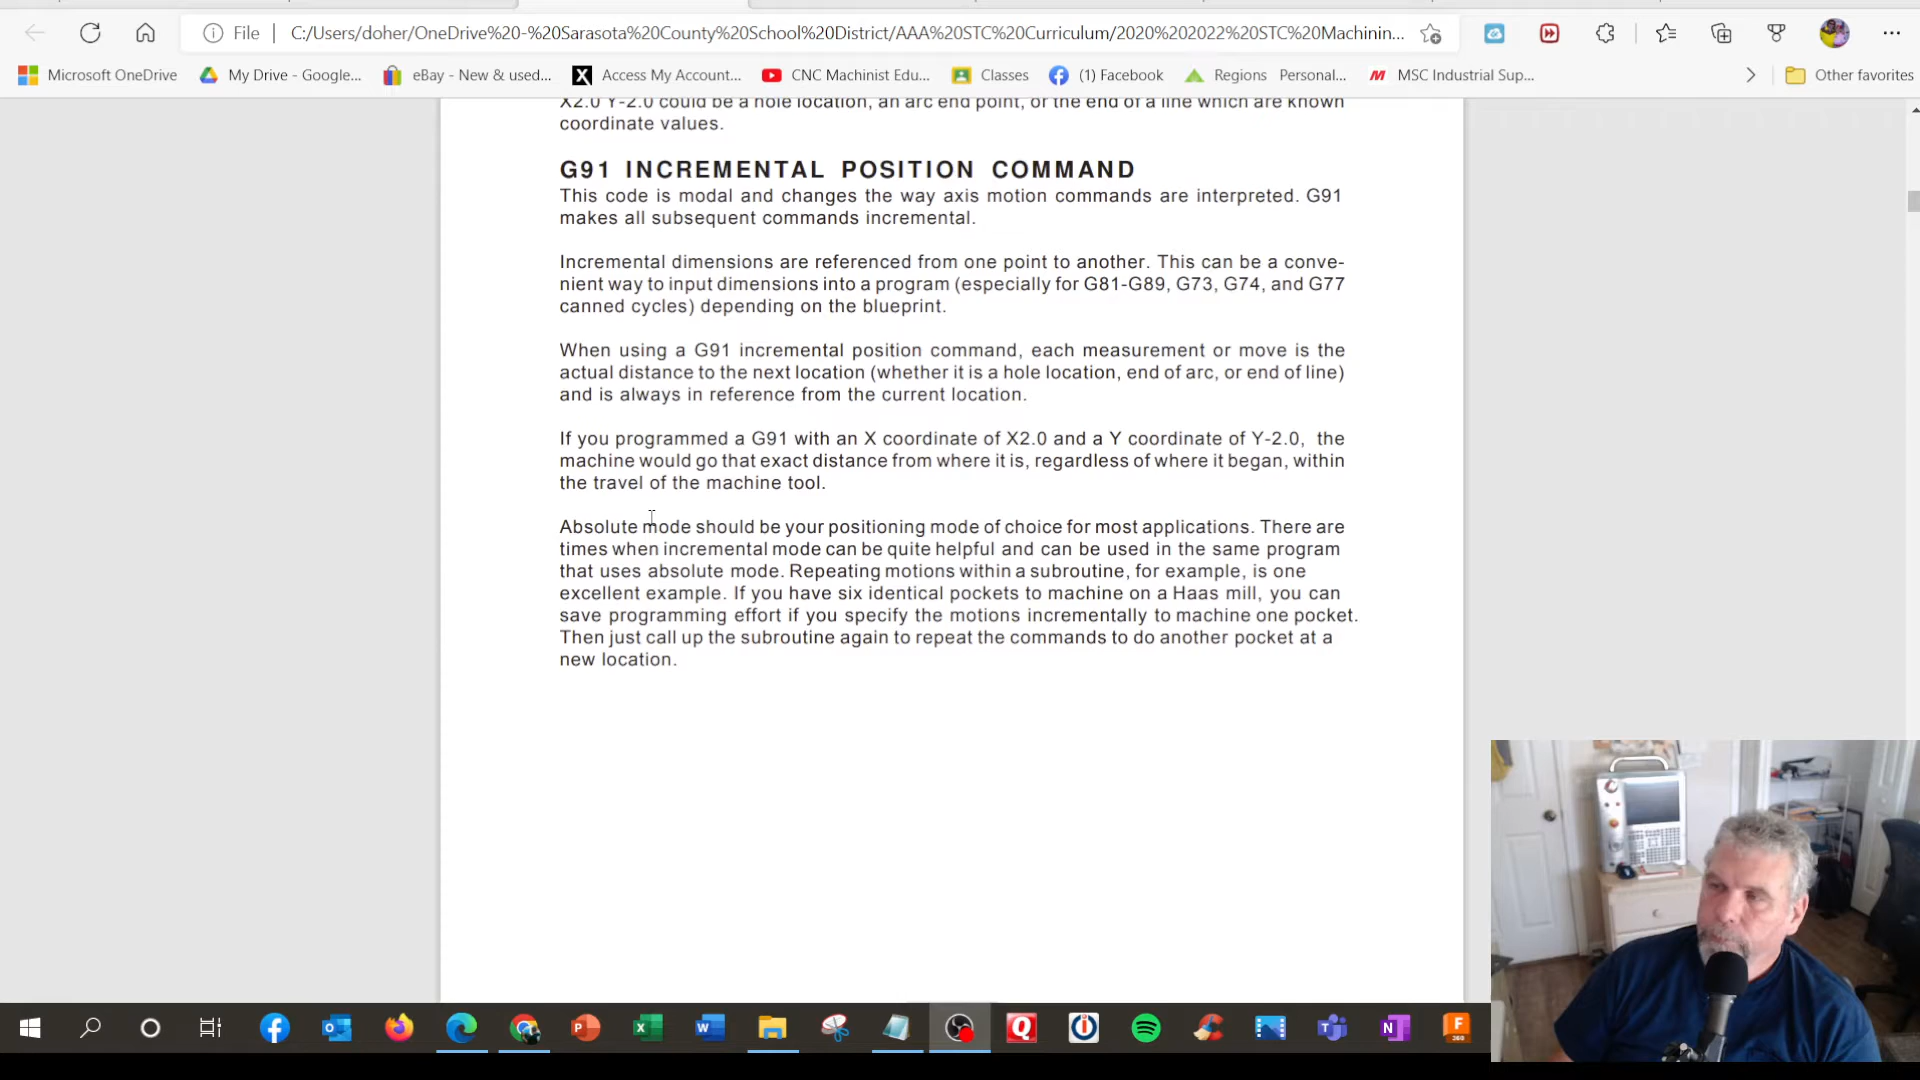 File
C:/Users/doher/OneDrive%20-%20Sarasota%20County%20School%20District/AAA%20STC%20Curriculum/2020%202022%20STC%20Machinin...
Microsoft OneDrive
My Drive - Google...
eBay - New & used...
Access My Account...
CNC Machinist Edu...
Classes
(1) Facebook
Regions Personal...
MSC Industrial Sup...
Other favorites
X2.0 Y-2.0 could be a hole location, an arc end point, or the end of a line which are known
coordinate values.
G91 INCREMENTAL POSITION COMMAND
This code is modal and changes the way axis motion commands are interpreted. G91
makes all subsequent commands incremental.
Incremental dimensions are referenced from one point to another. This can be a conve-
nient way to input dimensions into a program (especially for G81-G89, G73, G74, and G77
canned cycles) depending on the blueprint.
When using a G91 incremental position command, each measurement or move is the
actual distance to the next location (whether it is a hole location, end of arc, or end of line)
and is always in reference from the current location.
If you programmed a G91 with an X coordinate of X2.0 and a Y coordinate of Y-2.0, the
machine would go that exact distance from where it is, regardless of where it began, within
the travel of the machine tool.
Absolute mode should be your positioning mode of choice for most applications. There are
times when incremental mode can be quite helpful and can be used in the same program
that uses absolute mode. Repeating motions within a subroutine, for example, is one
excellent example. If you have six identical pockets to machine on a Haas mill, you can
save programming effort if you specify the motions incrementally to machine one pocket.
Then just call up the subroutine again to repeat the commands to do another pocket at a
new location.